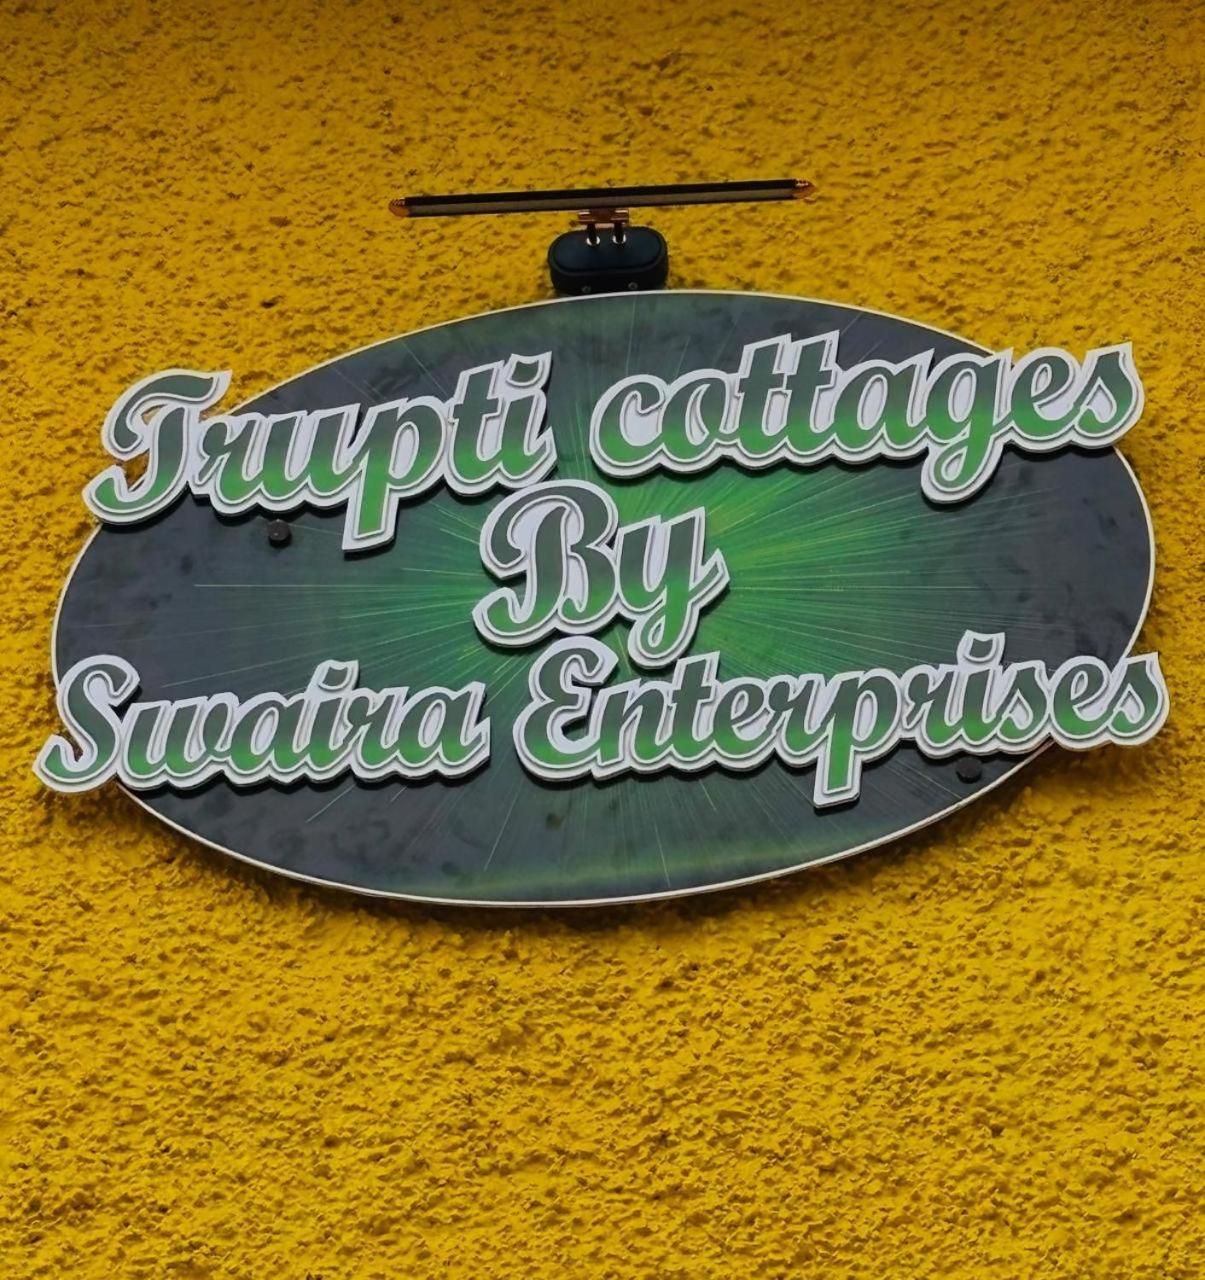 Trupti cottages
By
Swaira Enterprises